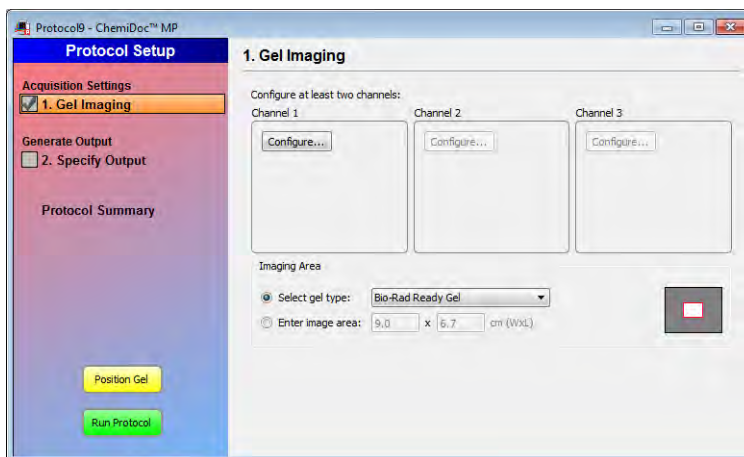 Protocol9 - ChemiDoc™ MP
Protocol Setup
Acquisition Settings
1. Gel Imaging
Generate Output
2. Specify Output
Protocol Summary
Position Gel
Run Protocol
1. Gel Imaging
Configure at least two channels:
Channel 1 Channel 2 Channel 3
Configure... Configure... Configure...
Imaging Area
Select gel type: Bio-Rad Ready Gel
Enter image area: 9.0 x 6.7 cm (WxL)